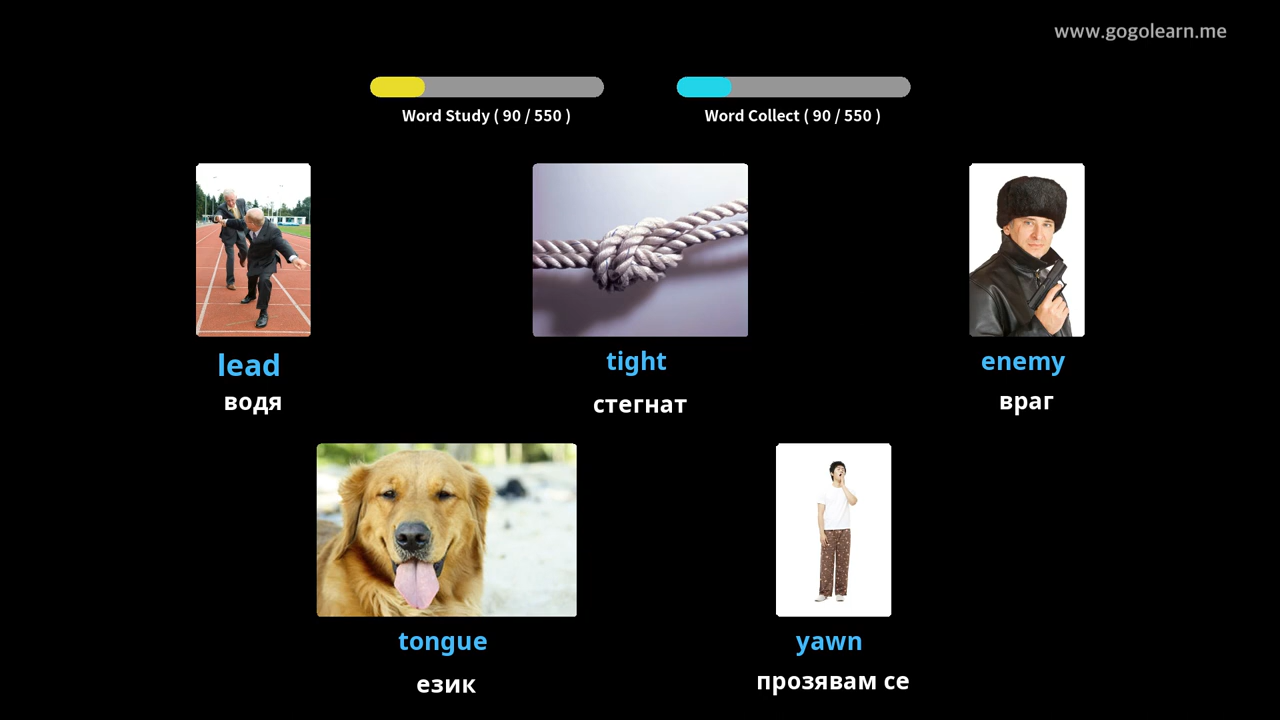 www.gogolearn.me
Word Study ( 90 / 550 )
Word Collect ( 90 / 550 )
lead
водя
tight
стегнат
enemy
враг
tongue
език
yawn
прозявам се